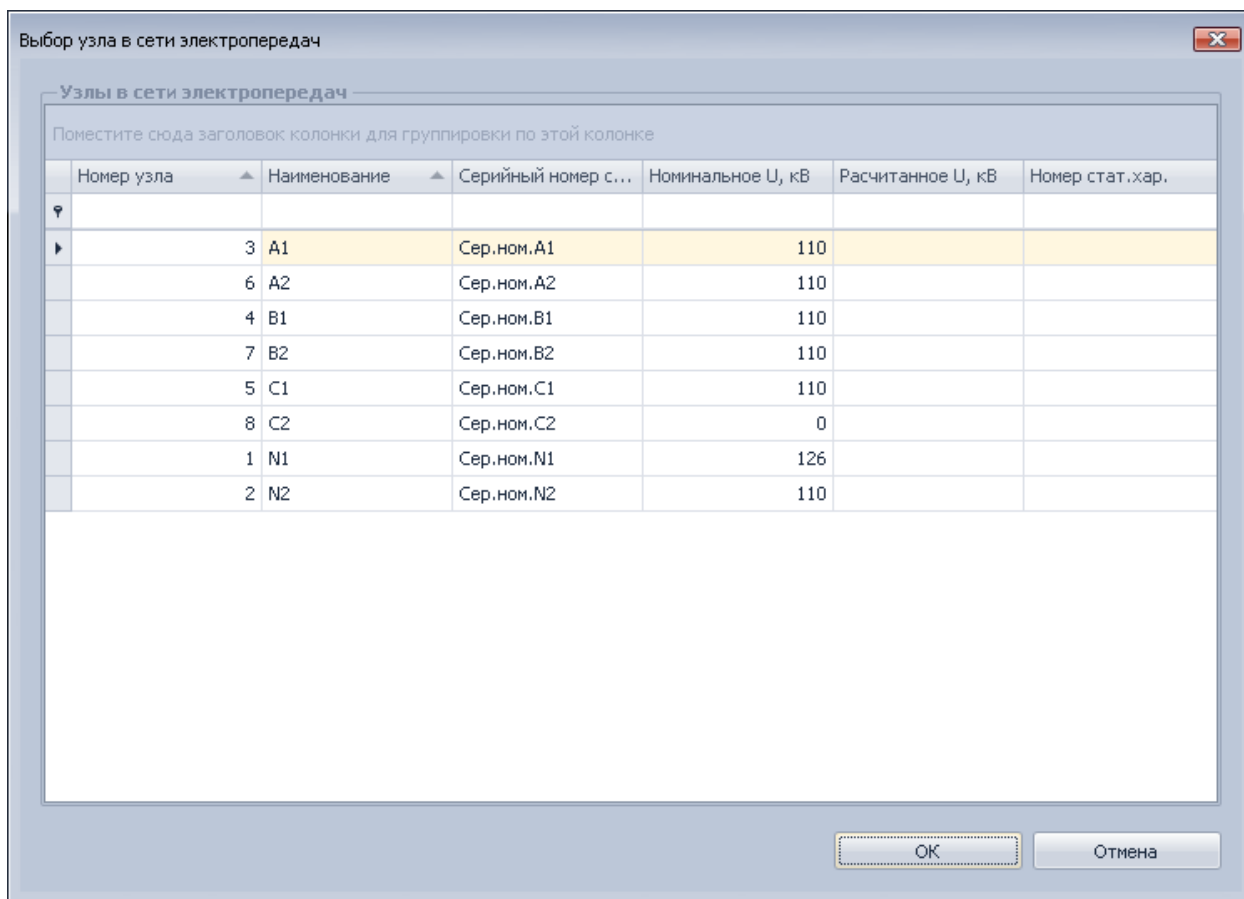 Выбор узла в сети электропередач
Узлы в сети электропередач
Поместите сюда заголовок колонки для группировки по этой колонке
Номер узла Наименование Серийный номер с... Номинальное U, кВ Расчитанное U, кВ Номер стат.хар.
3 A1 Сер.ном.A1 110
6 A2 Сер.ном.A2 110
4 B1 Сер.ном.B1 110
7 B2 Сер.ном.B2 110
5 C1 Сер.ном.C1 110
8 C2 Сер.ном.C2 0
1 N1 Сер.ном.N1 126
2 N2 Сер.ном.N2 110
ОК Отмена